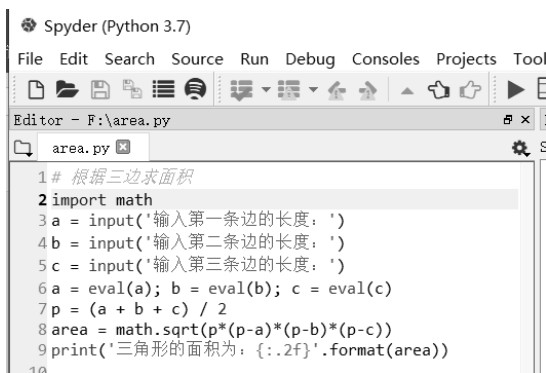 Spyder (Python 3.7)
File Edit Search Source Run Debug Consoles Projects Tool
Editor - F:\area.py
area.py
1 # 根据三边求面积
2 import math
3 a = input('输入第一条边的长度：')
4 b = input('输入第二条边的长度：')
5 c = input('输入第三条边的长度：')
6 a = eval(a); b = eval(b); c = eval(c)
7 p = (a + b + c) / 2
8 area = math.sqrt(p*(p-a)*(p-b)*(p-c))
9 print('三角形的面积为：{:.2f}'.format(area))
10